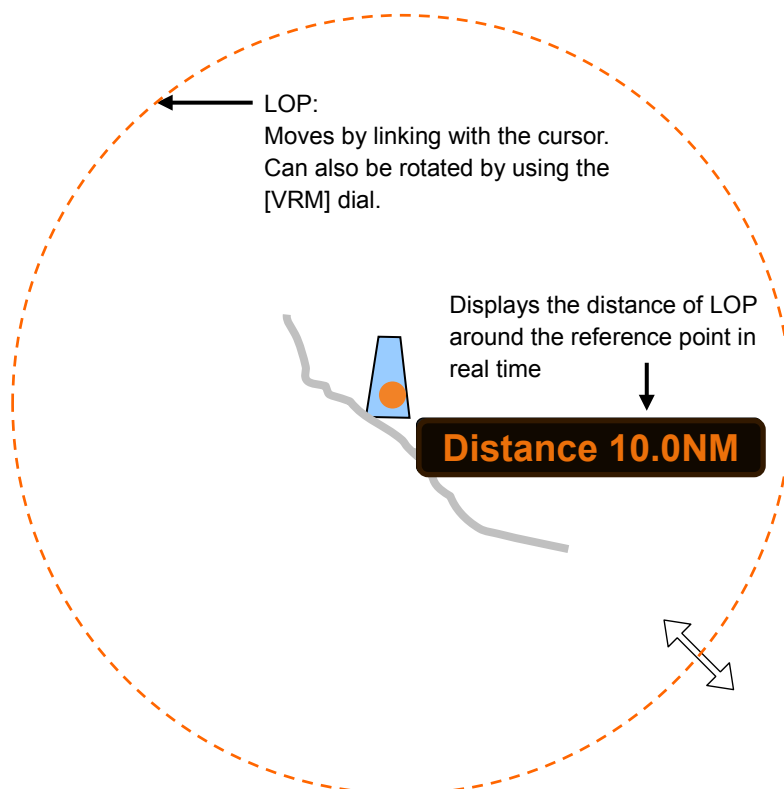 LOP:
Moves by linking with the cursor.
Can also be rotated by using the
[VRM] dial.
Displays the distance of LOP
around the reference point in
real time
Distance 10.0NM